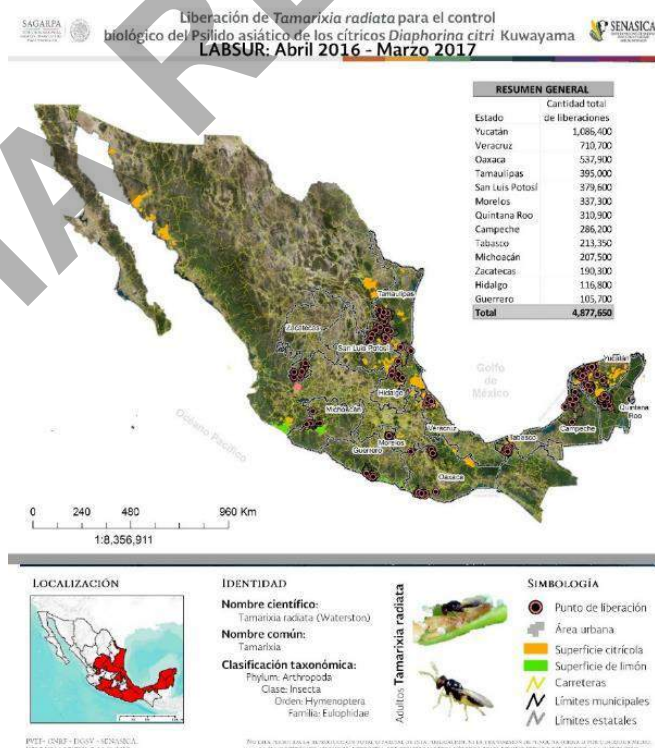 SAGARPA
SENASICA
Liberación de Tamarixia radiata para el control
biológico del Psílido asiático de los cítricos Diaphorina citri Kuwayama
LABSUR: Abril 2016 - Marzo 2017
RESUMEN GENERAL
Estado Cantidad total de liberaciones
Yucatán 1,086,400
Veracruz 710,700
Oaxaca 537,900
Tamaulipas 395,000
San Luis Potosí 379,600
Morelos 337,300
Quintana Roo 310,900
Campeche 286,200
Tabasco 213,350
Michoacán 207,500
Zacatecas 190,300
Hidalgo 116,800
Guerrero 105,700
Total 4,877,650
Tamaulipas
Zacatecas
San Luis Potosí
Hidalgo
Michoacán
Morelos
Guerrero
Veracruz
Oaxaca
Tabasco
Campeche
Yucatán
Quintana
Roo
Golfo
de
México
Océano Pacífico
0 240 480 960 Km
1:8,356,911
LOCALIZACIÓN
IDENTIDAD
Nombre científico:
Tamarixia radiata (Waterston)
Nombre común:
Tamarixia
Clasificación taxonómica:
Phylum: Arthropoda
Clase: Insecta
Orden: Hymenoptera
Familia: Eulophidae
Adultos Tamarixia radiata
SIMBOLOGÍA
Punto de liberación
Área urbana
Superficie citrícola
Superficie de limón
Carreteras
Límites municipales
Límites estatales